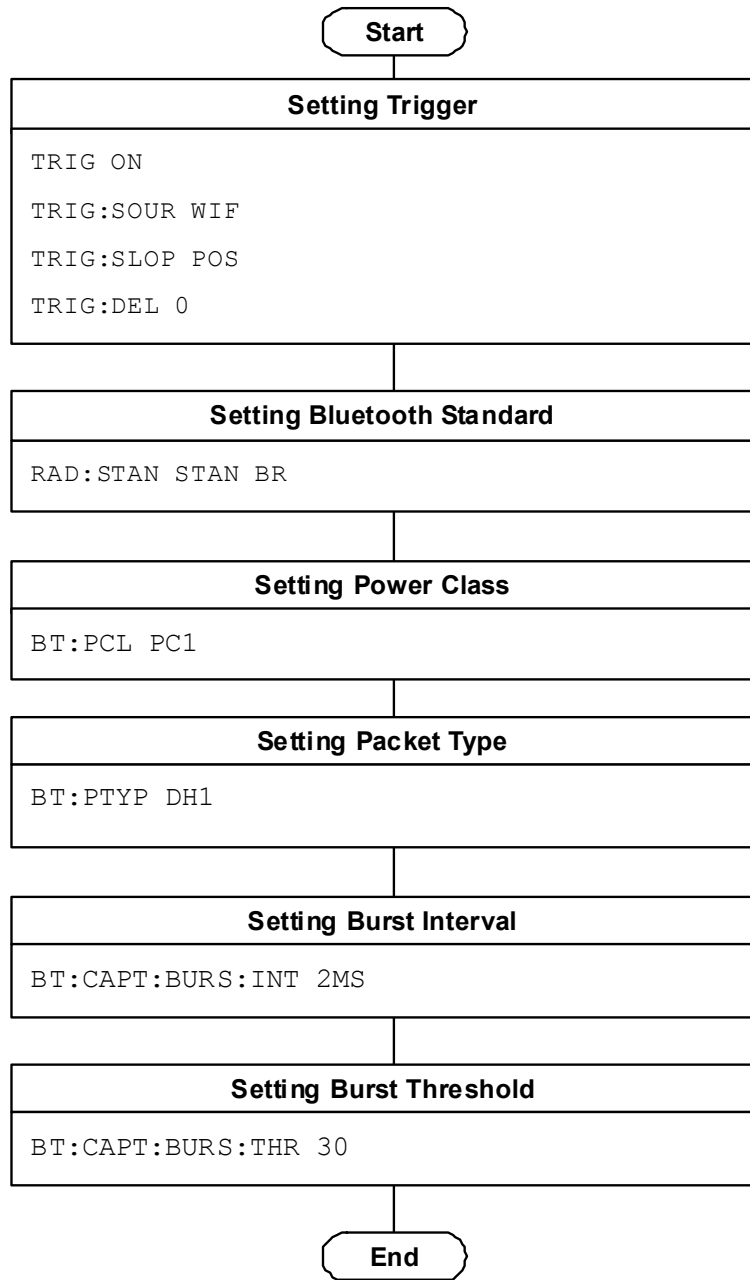 Start
Setting Trigger
TRIG ON
TRIG:SOUR WIF
TRIG:SLOP POS
TRIG:DEL 0
Setting Bluetooth Standard
RAD:STAN STAN BR
Setting Power Class
BT:PCL PC1
Setting Packet Type
BT:PTYP DH1
Setting Burst Interval
BT:CAPT:BURS:INT 2MS
Setting Burst Threshold
BT:CAPT:BURS:THR 30
End